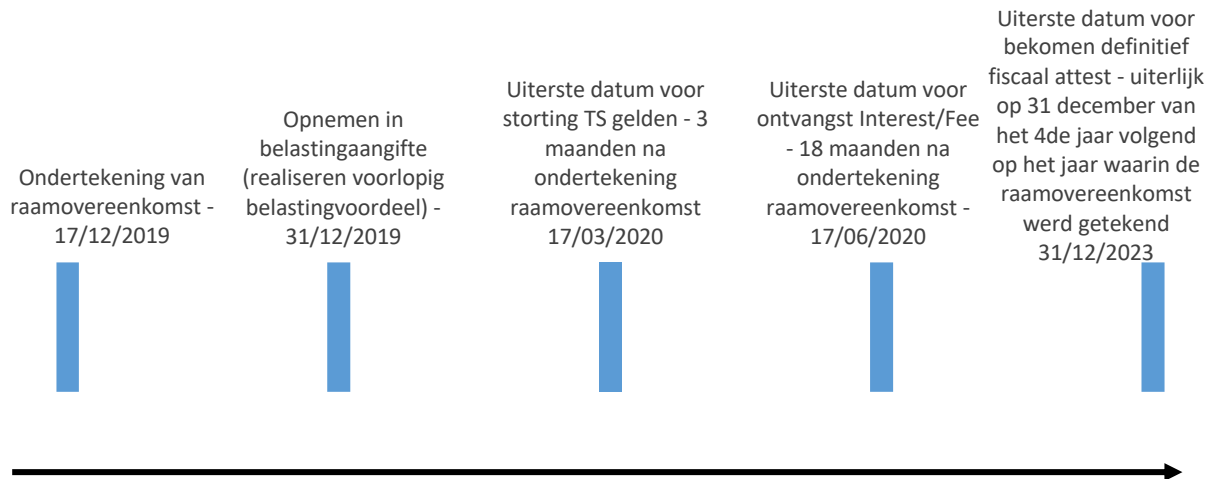 Ondertekening van
raamovereenkomst -
17/12/2019
Opnemen in
belastingaangifte
(realiseren voorlopig
belastingvoordeel) -
31/12/2019
Uiterste datum voor
storting TS gelden - 3
maanden na
ondertekening
raamovereenkomst
17/03/2020
Uiterste datum voor
ontvangst Interest/Fee
- 18 maanden na
ondertekening
raamovereenkomst -
17/06/2020
Uiterste datum voor
bekomen definitief
fiscaal attest - uiterlijk
op 31 december van
het 4de jaar volgend
op het jaar waarin de
raamovereenkomst
werd getekend
31/12/2023